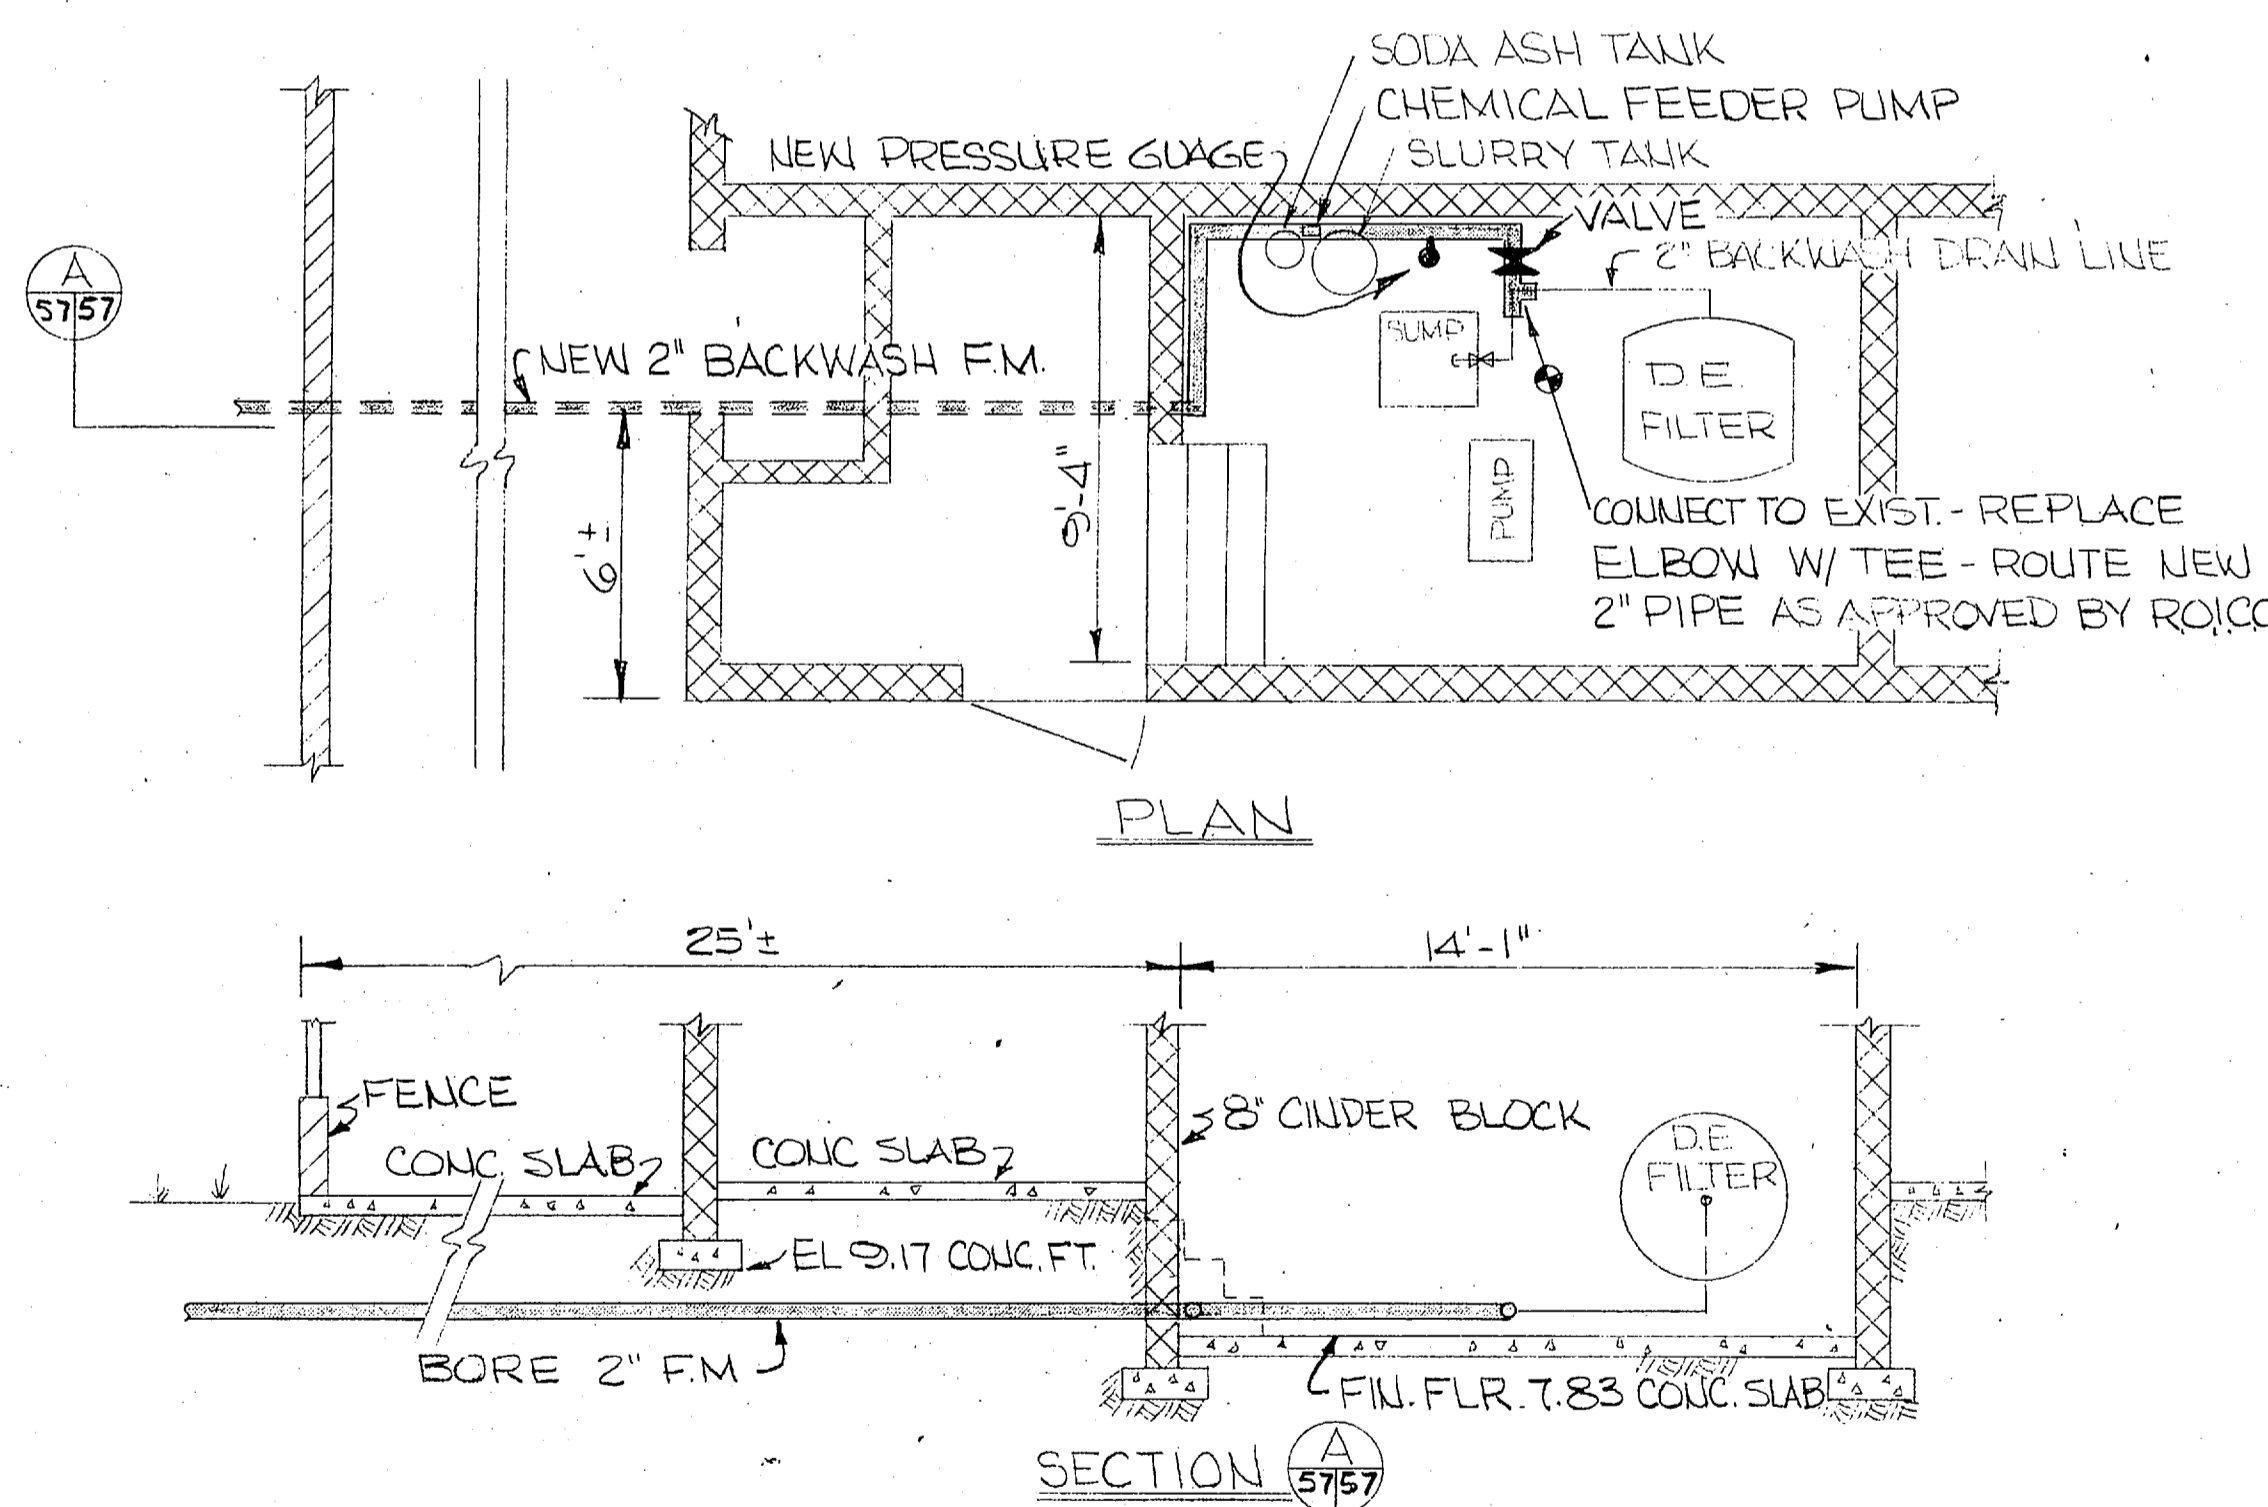 SODA ASH TANK
CHEMICAL FEEDER PUMP
NEW PRESSURE GUAGE
SLURRY TANK
VALVE
2" BACKWASH DRAIN LINE
A
57 57
NEW 2" BACKWASH F.M.
SUMP
D.E.
FILTER
PUMP
6'±
9'-4"
CONNECT TO EXIST.- REPLACE
ELBOW W/ TEE - ROUTE NEW
2" PIPE AS APPROVED BY R.O.I.C.C
PLAN
25'±
14'-1"
FENCE
CONC. SLAB
CONC SLAB
8" CINDER BLOCK
D.E.
FILTER
EL 9.17 CONC. FT.
BORE 2" F.M
FIN. FLR. 7.83 CONC. SLAB
SECTION
A
57 57